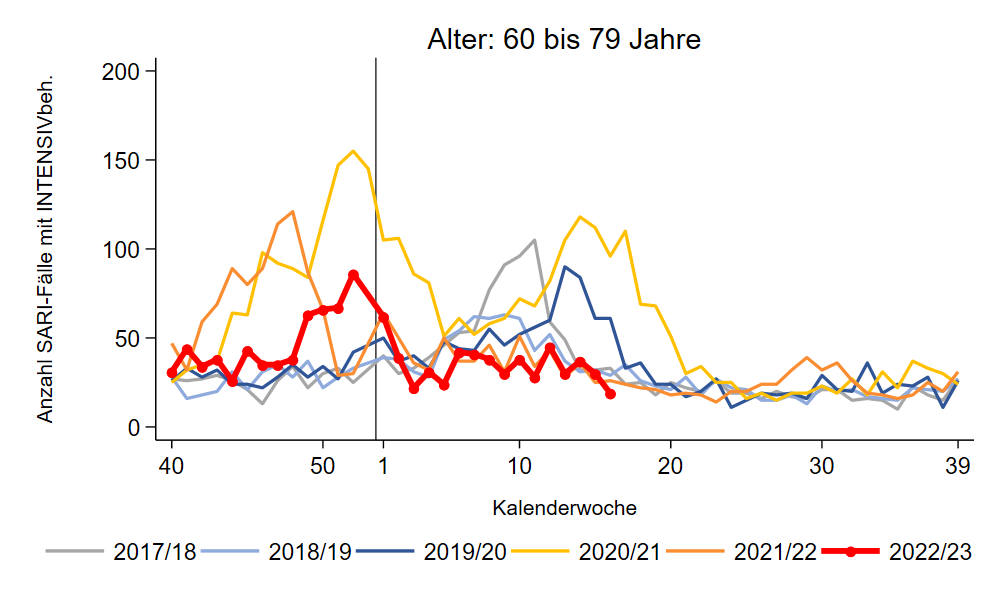 Alter: 60 bis 79 Jahre
Anzahl SARI-Fälle mit INTENSIVbeh.
200
150
100
50
0
40 50 1 10 20 30 39
Kalenderwoche
2017/18 2018/19 2019/20 2020/21 2021/22 2022/23